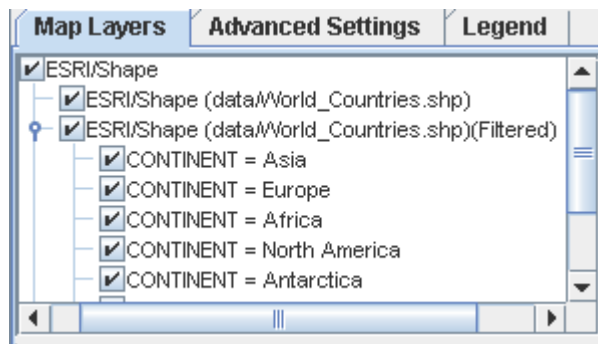 Map Layers Advanced Settings Legend
ESRI/Shape
ESRI/Shape (data/World_Countries.shp)
ESRI/Shape (data/World_Countries.shp)(Filtered)
CONTINENT = Asia
CONTINENT = Europe
CONTINENT = Africa
CONTINENT = North America
CONTINENT = Antarctica